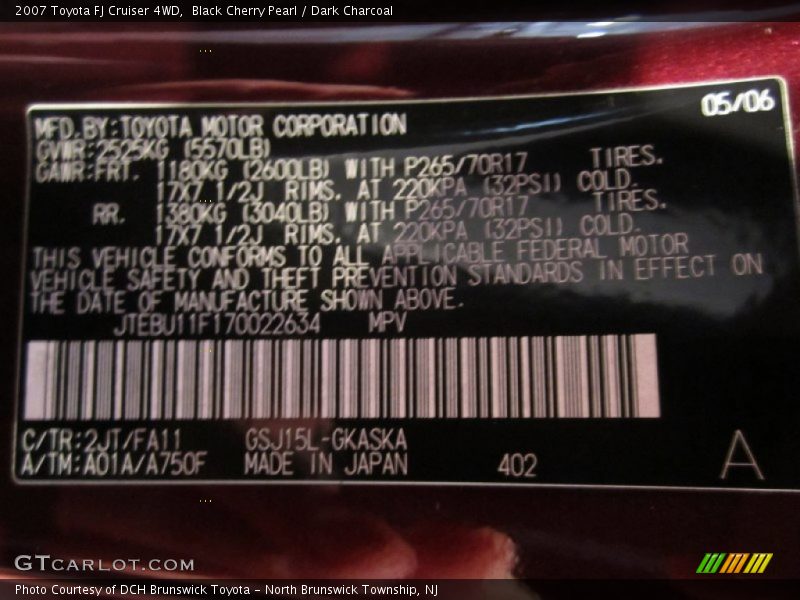 2007 Toyota FJ Cruiser 4WD,  Black Cherry Pearl / Dark Charcoal
05/06
MFD.BY:TOYOTA MOTOR CORPORATION
GVWR:2525KG (5570LB)
GAWR:FRT. 1180KG (2600LB) WITH P265/70R17 TIRES.
17X7 1/2J RIMS. AT 220KPA (32PSI) COLD.
RR. 1380KG (3040LB) WITH P265/70R17 TIRES.
17X7 1/2J RIMS. AT 220KPA (32PSI) COLD.
THIS VEHICLE CONFORMS TO ALL APPLICABLE FEDERAL MOTOR
VEHICLE SAFETY AND THEFT PREVENTION STANDARDS IN EFFECT ON
THE DATE OF MANUFACTURE SHOWN ABOVE.
JTEBU11F170022634 MPV
C/TR:2JT/FA11 GSJ15L-GKASKA
A/TM:A01A/A750F MADE IN JAPAN 402 A
GTCARLOT.COM
Photo Courtesy of DCH Brunswick Toyota – North Brunswick Township, NJ